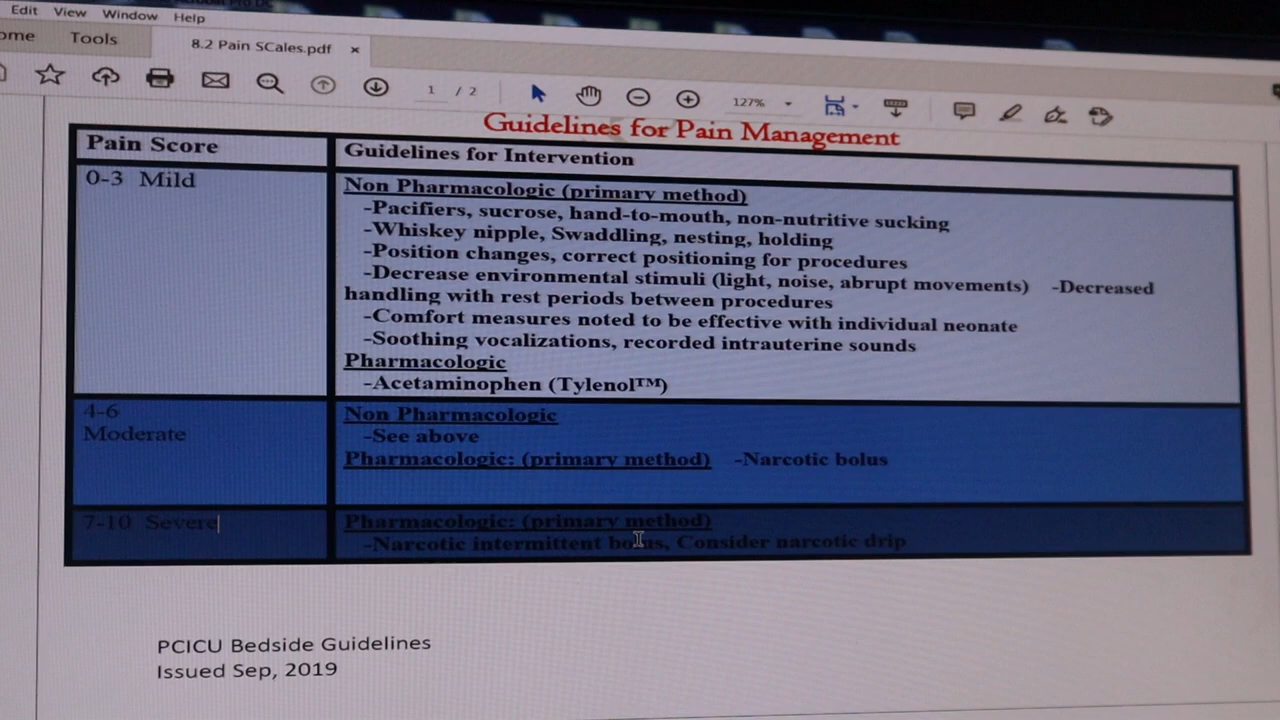 Edit View Window Help
ome Tools 8.2 Pain SCales.pdf ×
1 / 2 127%
Guidelines for Pain Management
Pain Score Guidelines for Intervention
0-3 Mild Non Pharmacologic (primary method)
-Pacifiers, sucrose, hand-to-mouth, non-nutritive sucking
-Whiskey nipple, Swaddling, nesting, holding
-Position changes, correct positioning for procedures
-Decrease environmental stimuli (light, noise, abrupt movements) -Decreased
handling with rest periods between procedures
-Comfort measures noted to be effective with individual neonate
-Soothing vocalizations, recorded intrauterine sounds
Pharmacologic
-Acetaminophen (Tylenol™)
4-6 Non Pharmacologic
Moderate -See above
Pharmacologic: (primary method) -Narcotic bolus
7-10 Severe Pharmacologic: (primary method)
-Narcotic intermittent bolus, Consider narcotic drip
PCICU Bedside Guidelines
Issued Sep, 2019